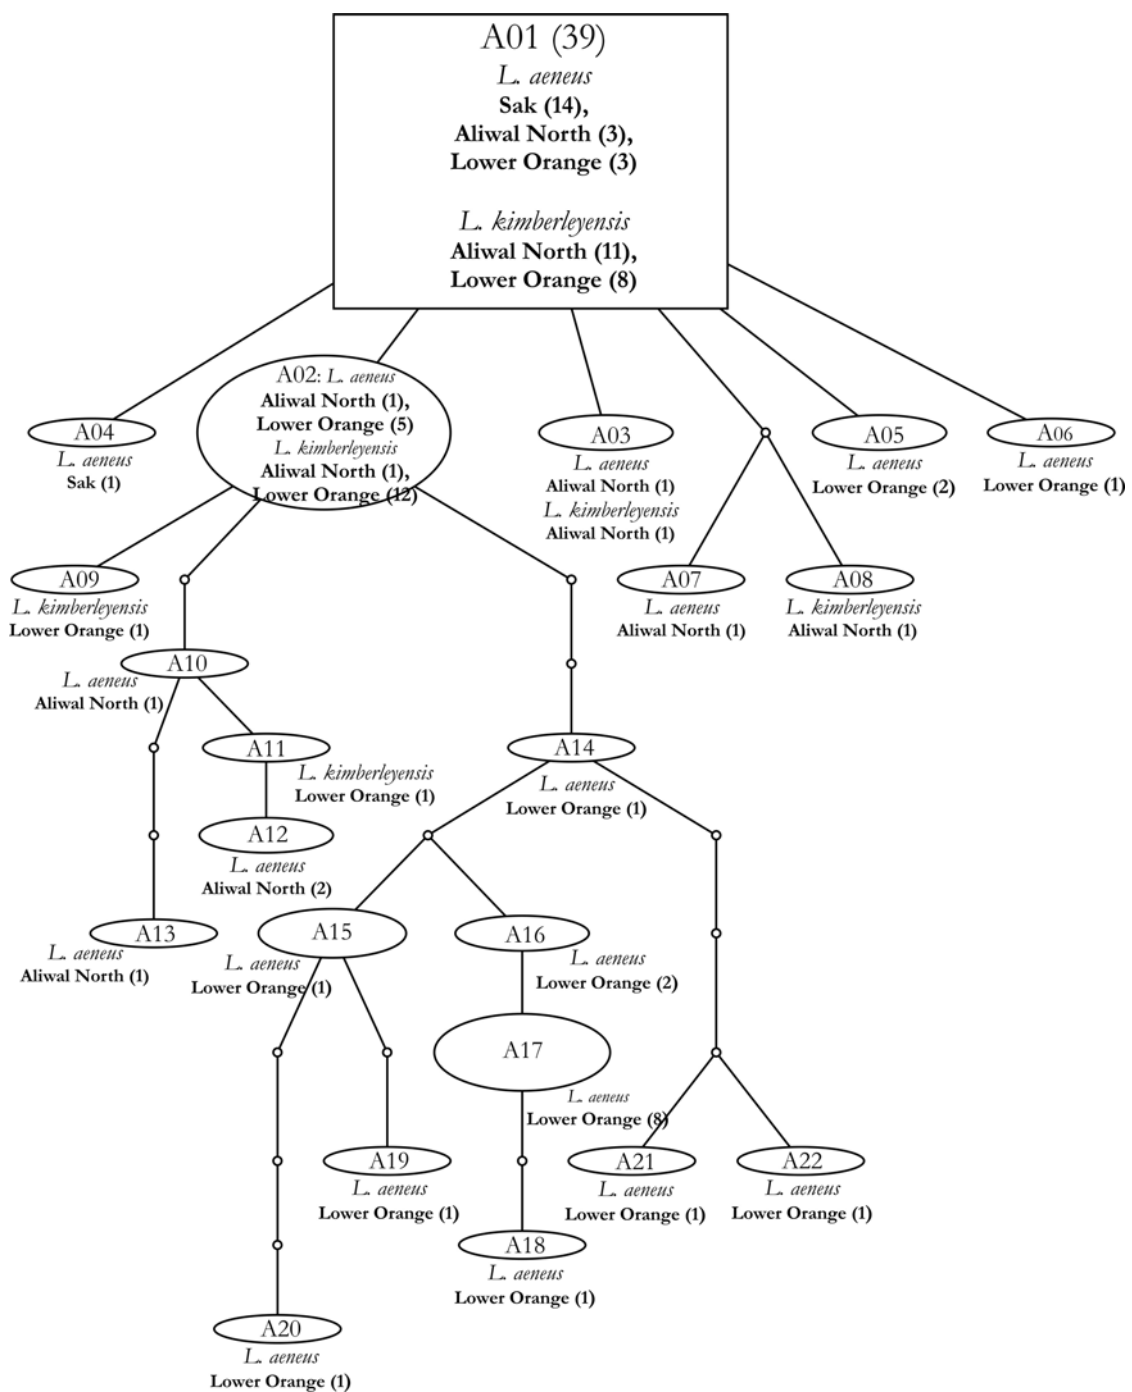 A01 (39)
L. aeneus
Sak (14),
Aliwal North (3),
Lower Orange (3)
L. kimberleyensis
Aliwal North (11),
Lower Orange (8)
A02: L. aeneus
Aliwal North (1),
Lower Orange (5)
L. kimberleyensis
Aliwal North (1),
Lower Orange (12)
A04
L. aeneus
Sak (1)
A03
L. aeneus
Aliwal North (1)
L. kimberleyensis
Aliwal North (1)
A05
L. aeneus
Lower Orange (2)
A06
L. aeneus
Lower Orange (1)
A09
L. kimberleyensis
Lower Orange (1)
A07
L. aeneus
Aliwal North (1)
A08
L. kimberleyensis
Aliwal North (1)
A10
L. aeneus
Aliwal North (1)
A11
L. kimberleyensis
Lower Orange (1)
A14
L. aeneus
Lower Orange (1)
A12
L. aeneus
Aliwal North (2)
A13
L. aeneus
Aliwal North (1)
A15
L. aeneus
Lower Orange (1)
A16
L. aeneus
Lower Orange (2)
A17
L. aeneus
Lower Orange (8)
A19
L. aeneus
Lower Orange (1)
A21
L. aeneus
Lower Orange (1)
A22
L. aeneus
Lower Orange (1)
A18
L. aeneus
Lower Orange (1)
A20
L. aeneus
Lower Orange (1)